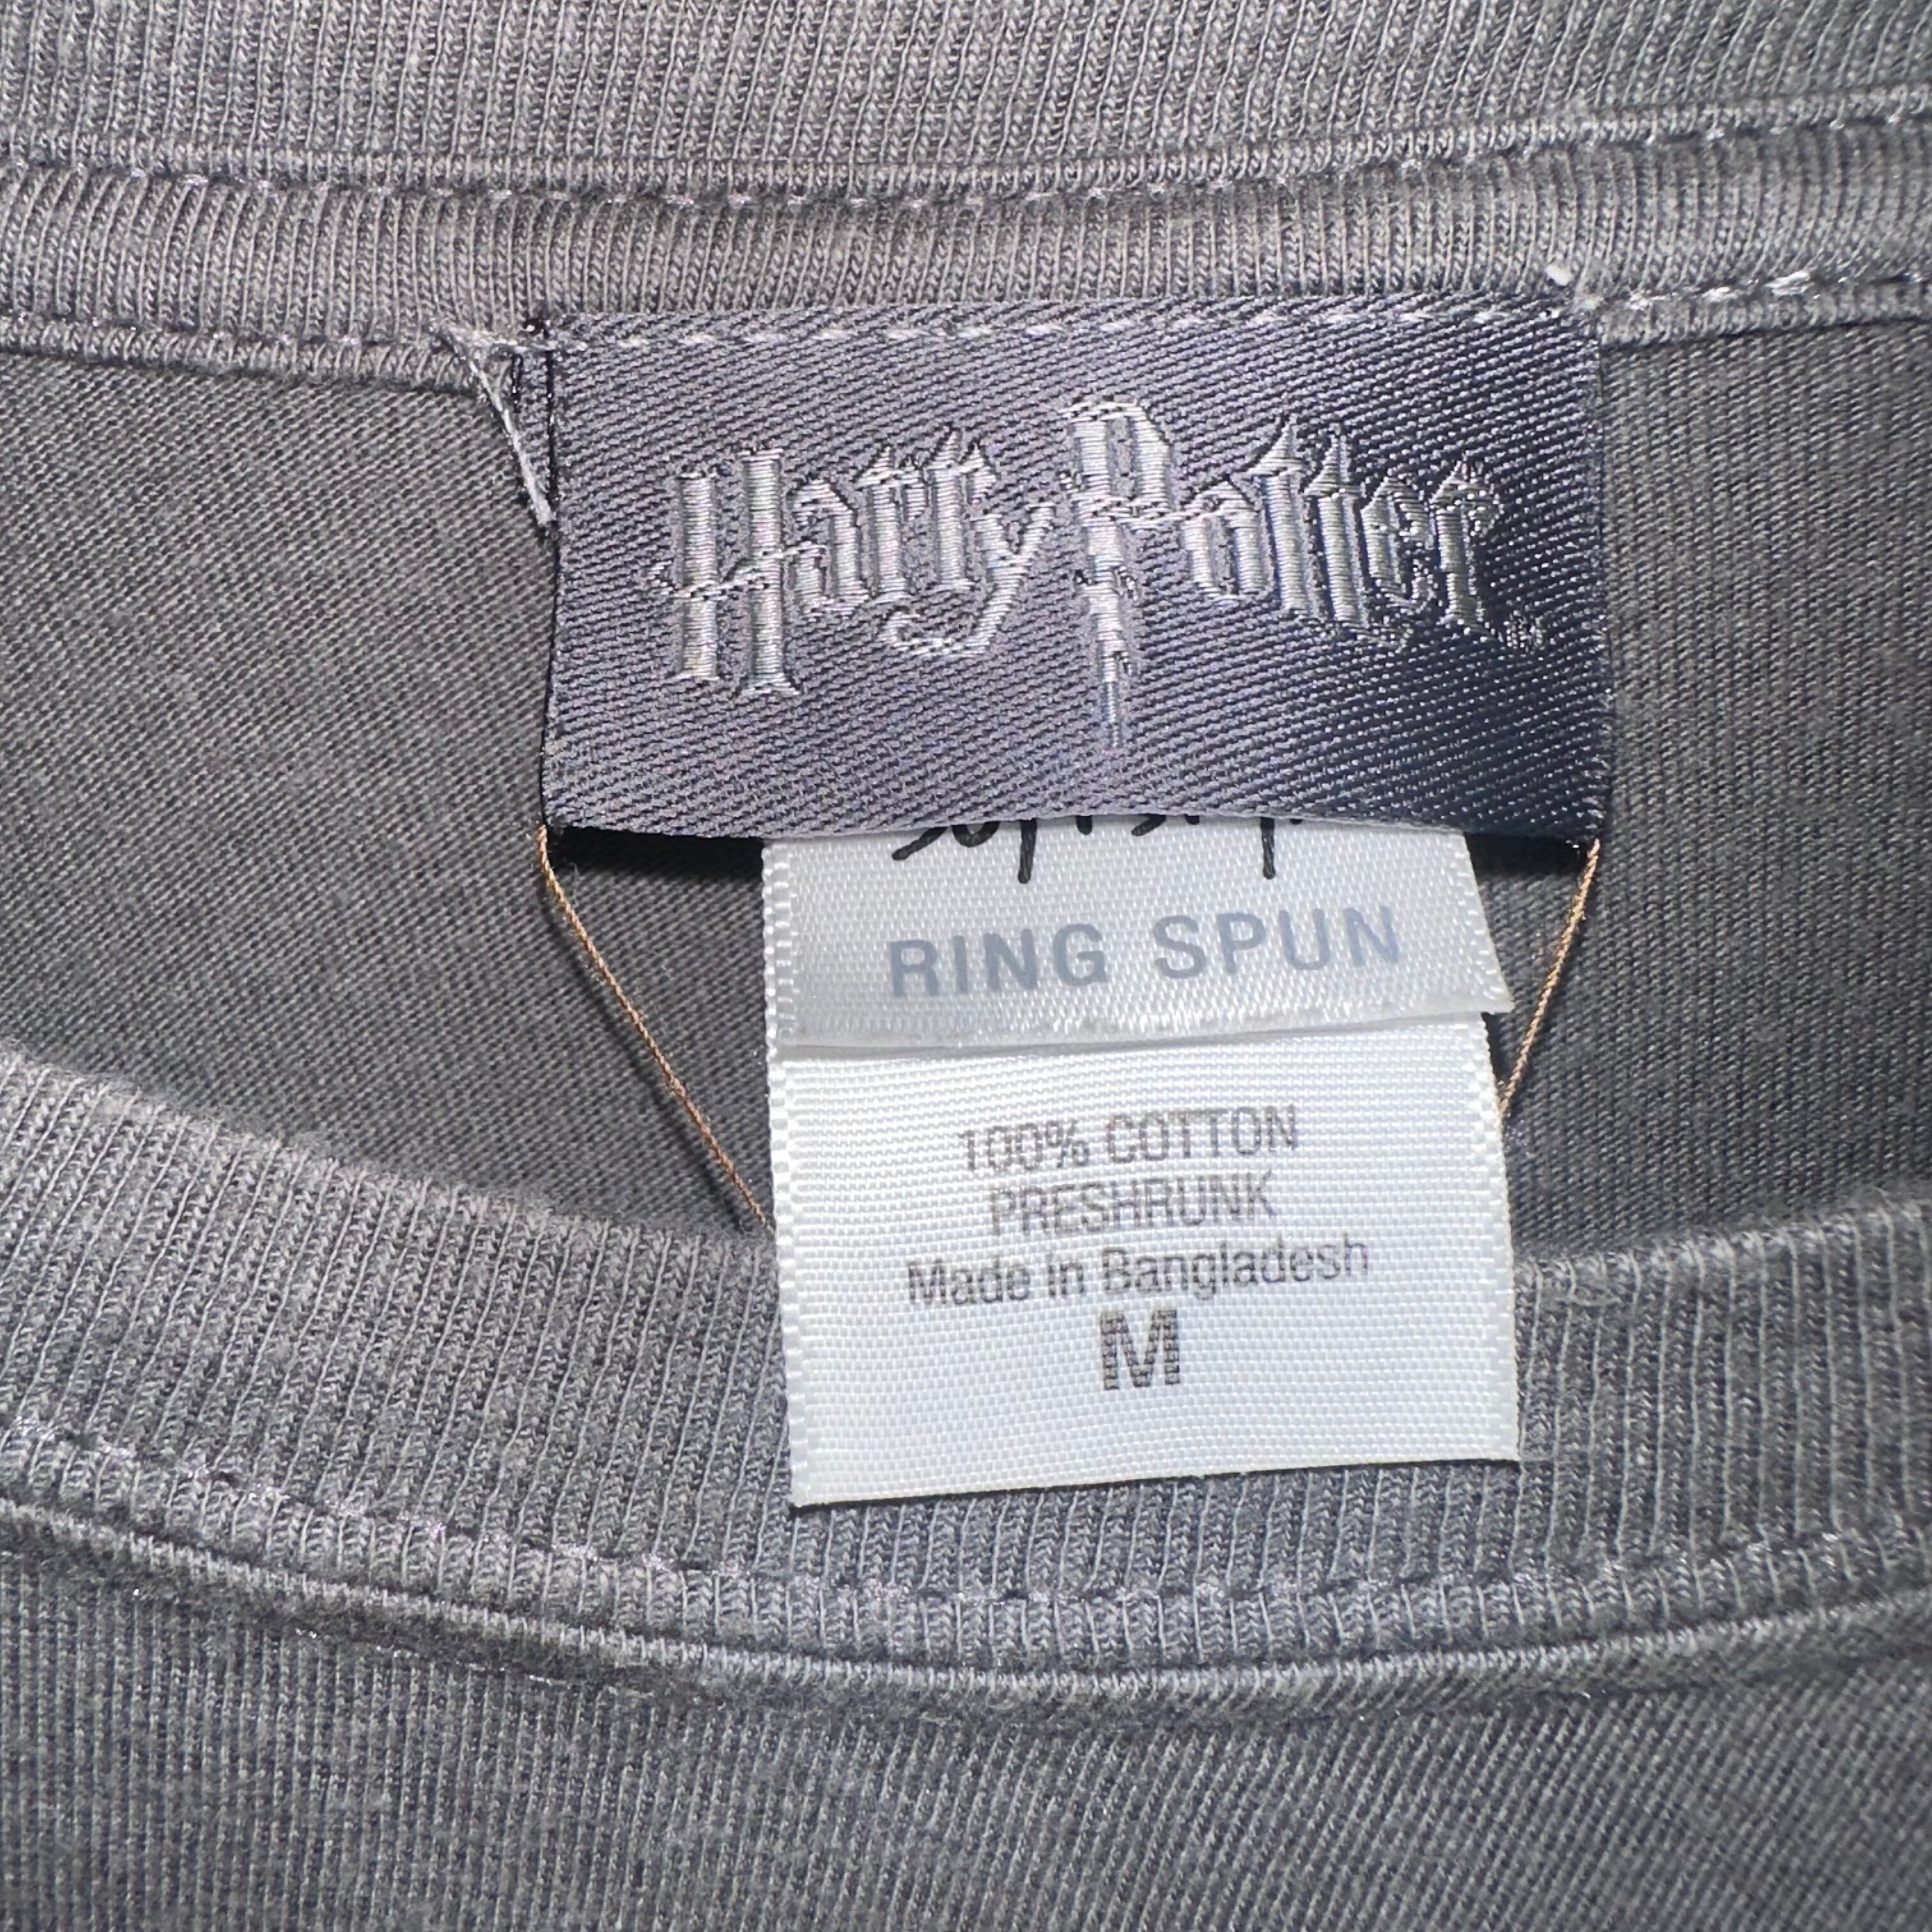 Harry Potter
RING SPUN
100% COTTON
PRESHRUNK
Made in Bangladesh
M